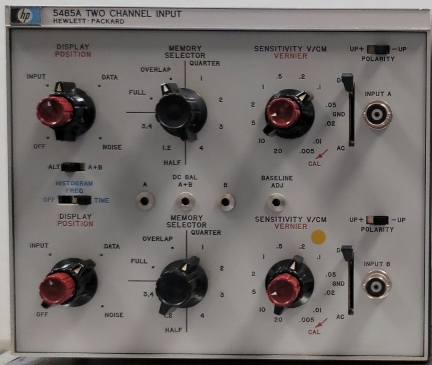 hp 5485A TWO CHANNEL INPUT
HEWLETT · PACKARD
DISPLAY
POSITION
INPUT
DATA
OFF
NOISE
MEMORY
SELECTOR
QUARTER
OVERLAP
FULL
3,4
1,2
HALF
1
2
3
4
SENSITIVITY V/CM
VERNIER
.5 .2
1 .1
2 .05
5 .02
10 .01
20 .005
CAL
UP+ -UP
POLARITY
GND
AC
INPUT A
ALT A+B
HISTOGRAM
FREQ
OFF TIME
A
DC BAL
A+B
B
BASELINE
ADJ
DISPLAY
POSITION
INPUT
DATA
OFF
NOISE
MEMORY
SELECTOR
QUARTER
OVERLAP
FULL
3,4
1,2
HALF
1
2
3
4
SENSITIVITY V/CM
VERNIER
.5 .2
1 .1
2 .05
5 .02
10 .01
20 .005
CAL
UP+ -UP
POLARITY
GND
AC
INPUT B